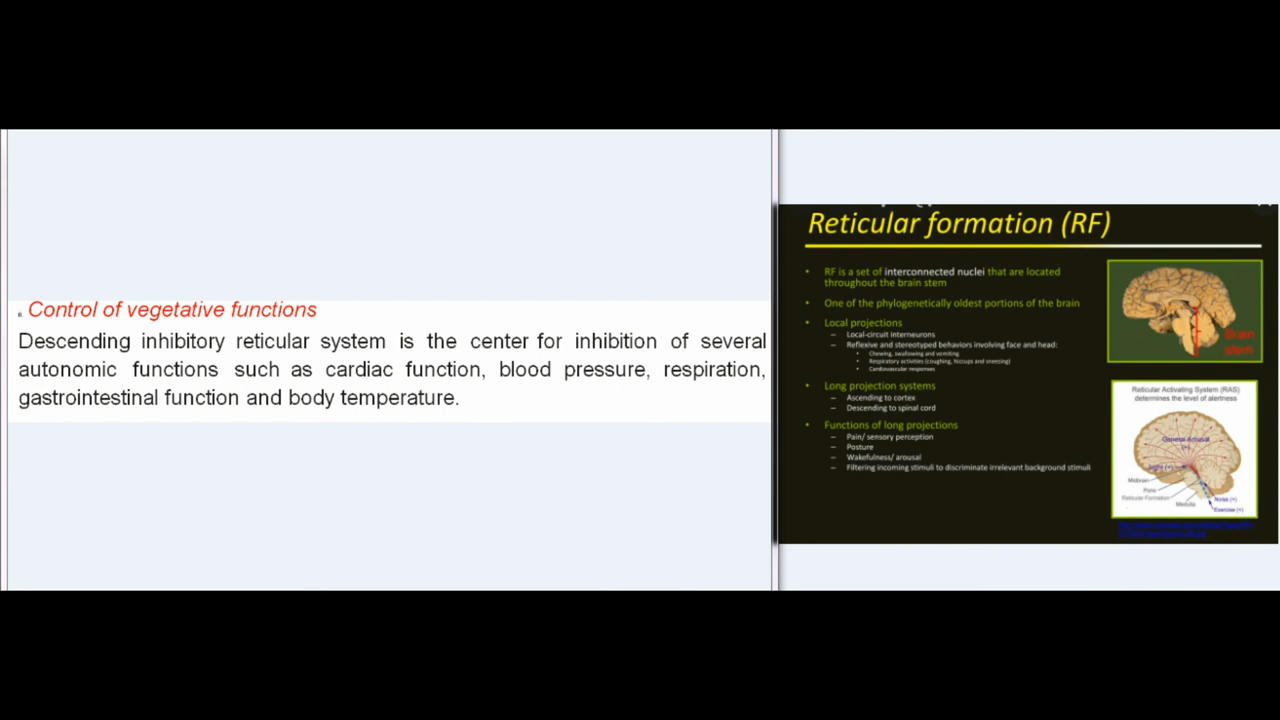 ii. Control of vegetative functions
Descending inhibitory reticular system is the center for inhibition of several
autonomic functions such as cardiac function, blood pressure, respiration,
gastrointestinal function and body temperature.
Reticular formation (RF)
• RF is a set of interconnected nuclei that are located
throughout the brain stem
• One of the phylogenetically oldest portions of the brain
• Local projections
– Local-circuit interneurons
– Reflexive and stereotyped behaviors involving face and head:
• Chewing, swallowing and vomiting
• Respiratory activities (coughing, hiccups and sneezing)
• Cardiovascular responses
• Long projection systems
– Ascending to cortex
– Descending to spinal cord
• Functions of long projections
– Pain/ sensory perception
– Posture
– Wakefulness/ arousal
– Filtering incoming stimuli to discriminate irrelevant background stimuli
Brain
stem
Reticular Activating System (RAS)
determines the level of alertness
General Arousal
(+)
Sight (+)
Midbrain
Pons
Reticular Formation
Medulla
Noise (+)
Exercise (+)